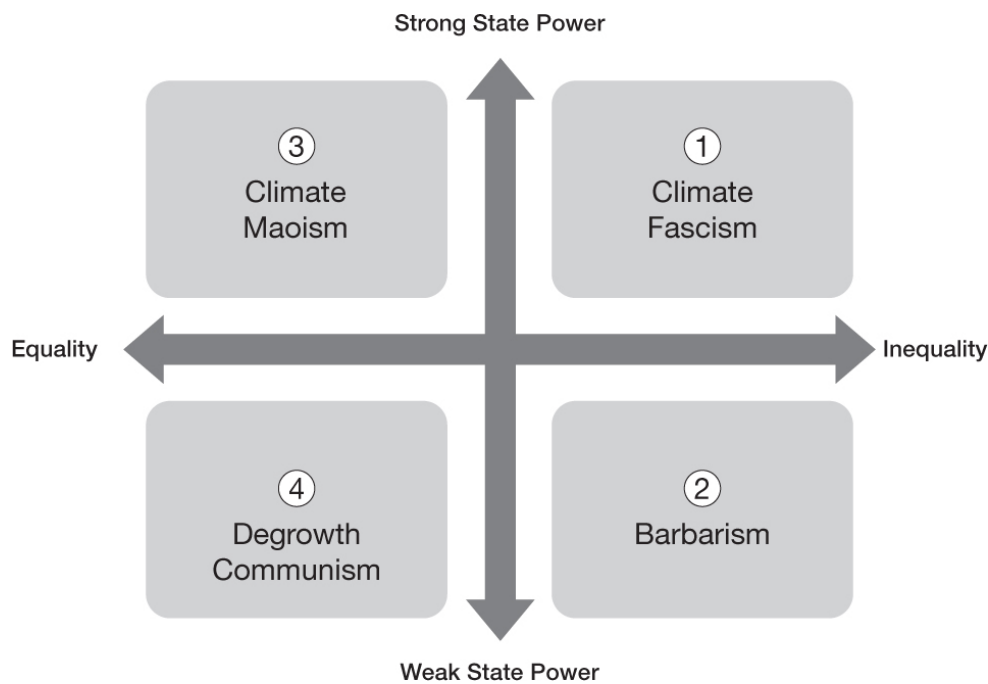 Strong State Power
3
Climate
Maoism
1
Climate
Fascism
Equality
Inequality
4
Degrowth
Communism
2
Barbarism
Weak State Power